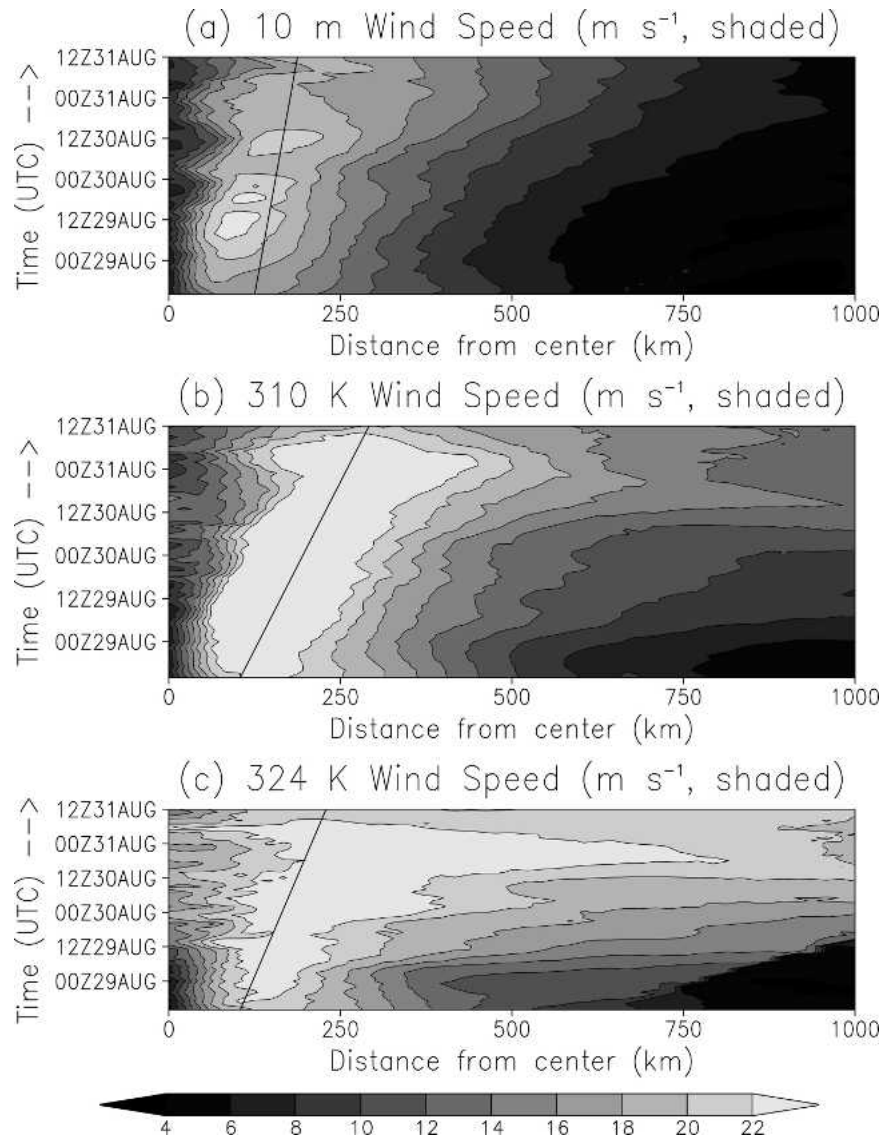 (a) 10 m Wind Speed (m s⁻¹, shaded)
Time (UTC) -->
12Z31AUG
00Z31AUG
12Z30AUG
00Z30AUG
12Z29AUG
00Z29AUG
0 250 500 750 1000
Distance from center (km)
(b) 310 K Wind Speed (m s⁻¹, shaded)
Time (UTC) -->
12Z31AUG
00Z31AUG
12Z30AUG
00Z30AUG
12Z29AUG
00Z29AUG
0 250 500 750 1000
Distance from center (km)
(c) 324 K Wind Speed (m s⁻¹, shaded)
Time (UTC) -->
12Z31AUG
00Z31AUG
12Z30AUG
00Z30AUG
12Z29AUG
00Z29AUG
0 250 500 750 1000
Distance from center (km)
4 6 8 10 12 14 16 18 20 22